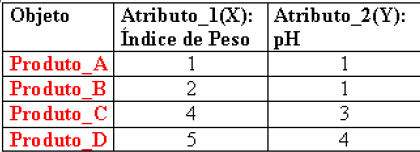 Objeto Atributo_1(X): Atributo_2(Y):
Índice de Peso pH
Produto_A 1 1
Produto_B 2 1
Produto_C 4 3
Produto_D 5 4